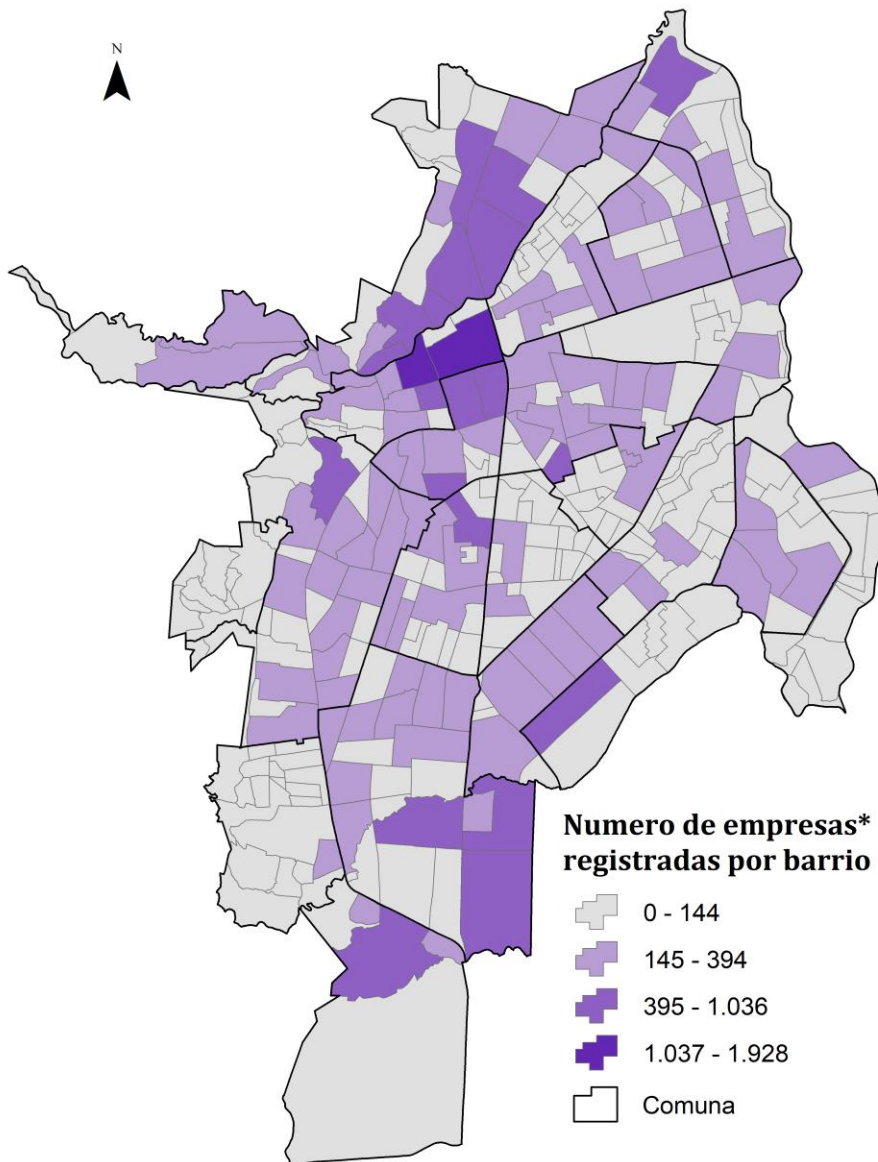 N
Numero de empresas*
registradas por barrio
0 - 144
145 - 394
395 - 1.036
1.037 - 1.928
Comuna